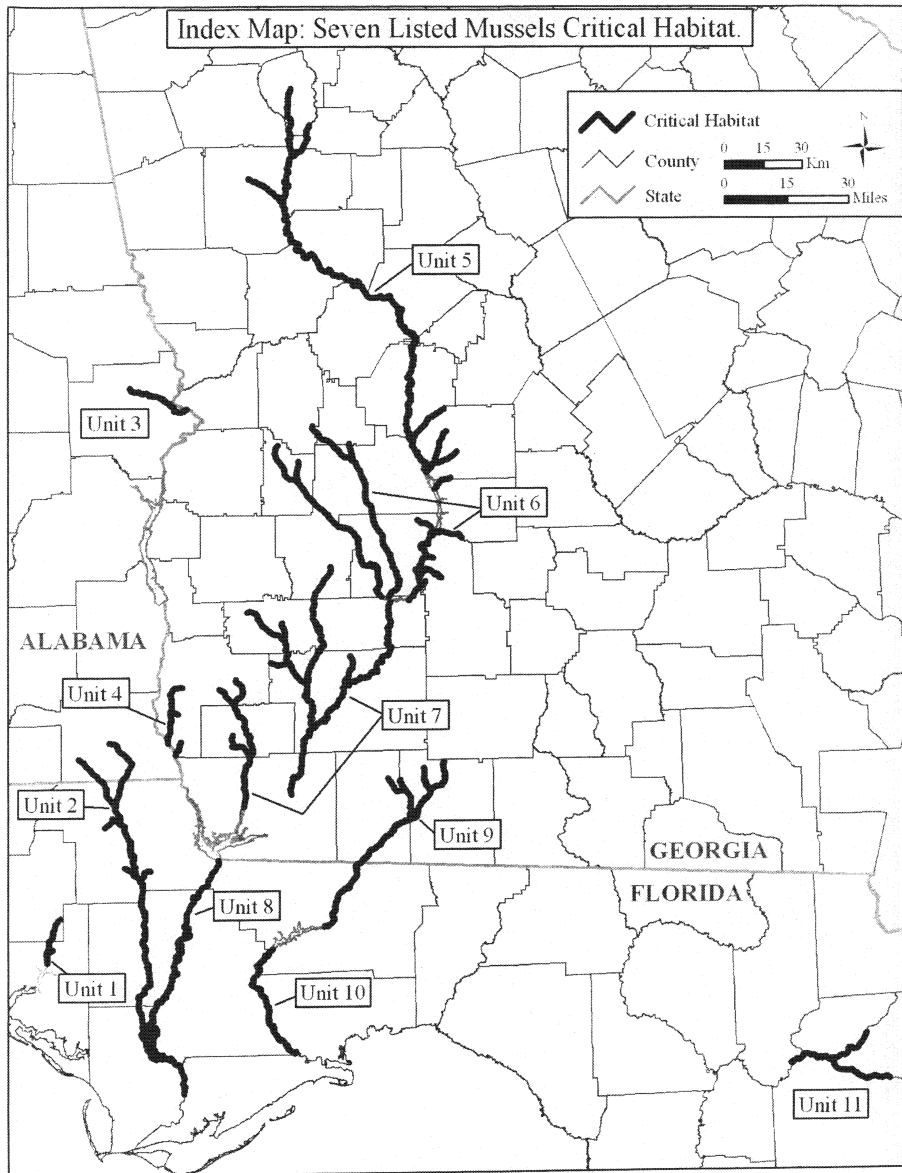 Index Map: Seven Listed Mussels Critical Habitat.
N
Critical Habitat
County
0 15 30
Km
State
0 15 30
Miles
Unit 5
Unit 3
Unit 6
ALABAMA
Unit 4
Unit 7
Unit 2
Unit 9
GEORGIA
FLORIDA
Unit 8
Unit 1
Unit 10
Unit 11